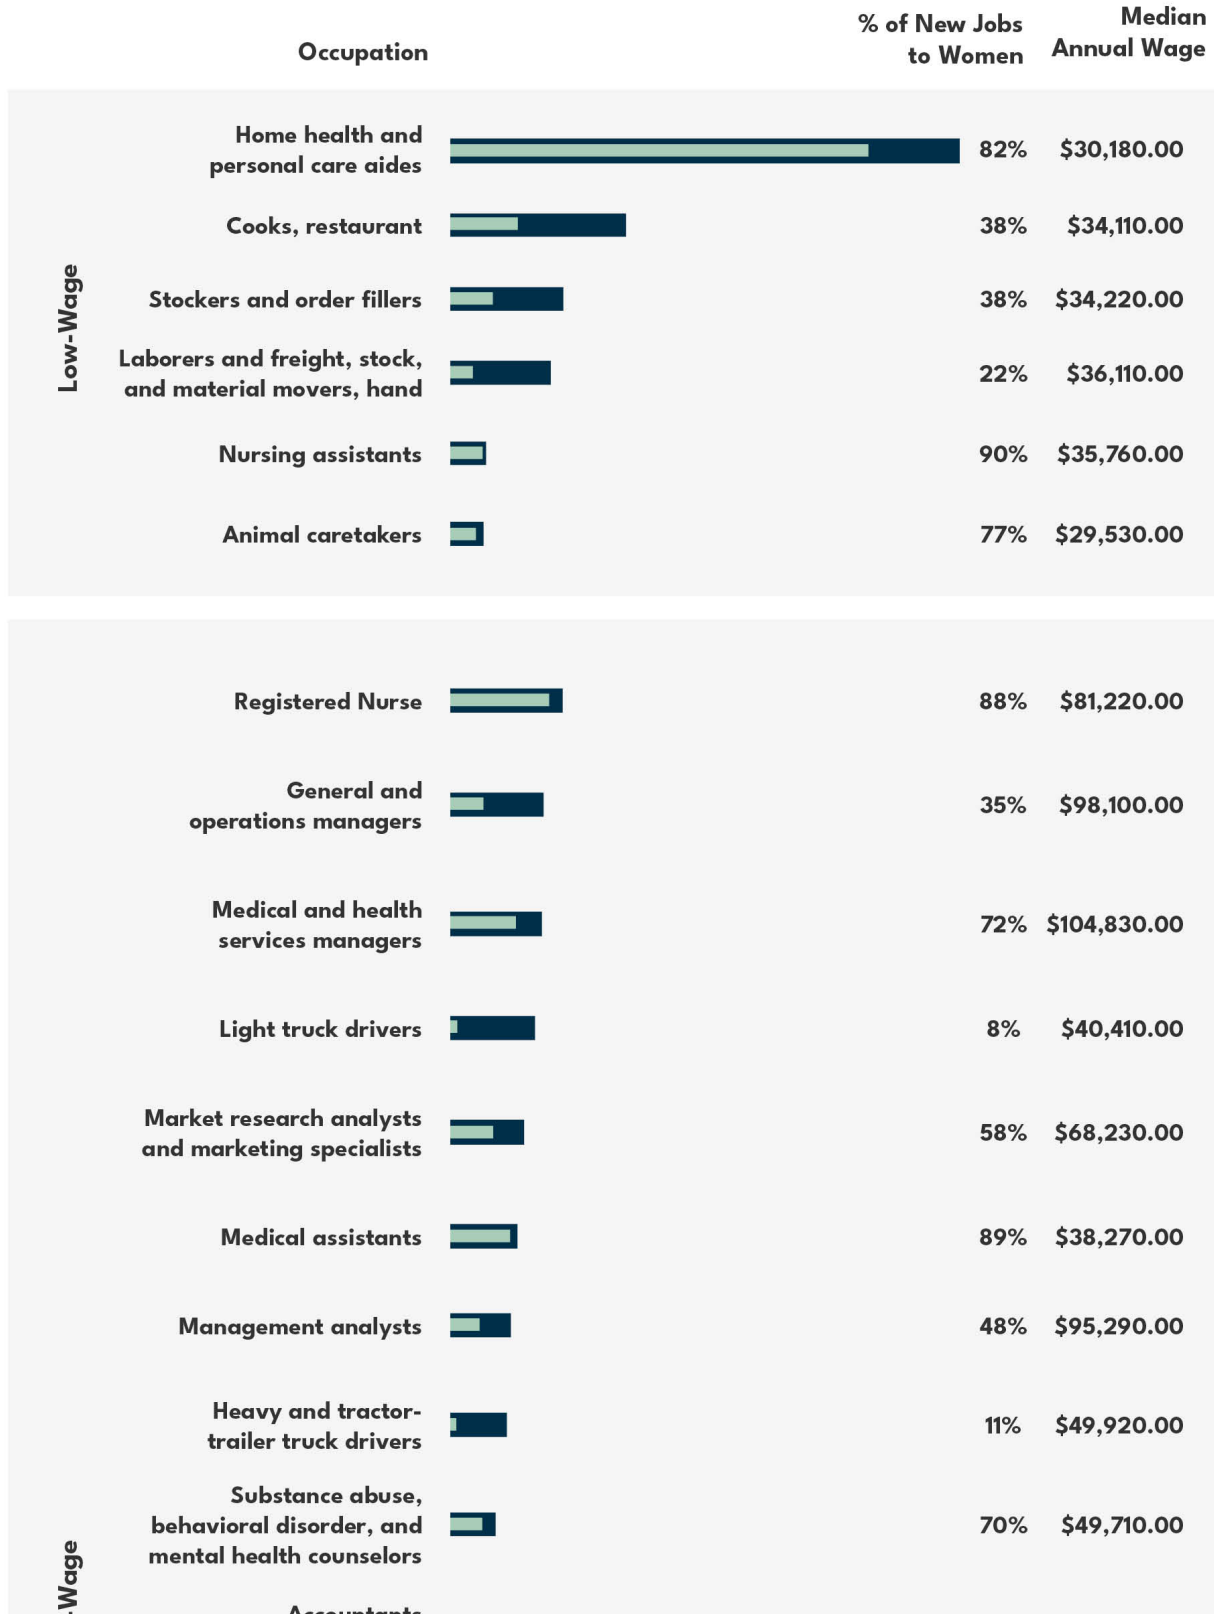 Occupation
% of New Jobs
to Women
Median
Annual Wage
Low-Wage
Home health and
personal care aides
82%
$30,180.00
Cooks, restaurant
38%
$34,110.00
Stockers and order fillers
38%
$34,220.00
Laborers and freight, stock,
and material movers, hand
22%
$36,110.00
Nursing assistants
90%
$35,760.00
Animal caretakers
77%
$29,530.00
Registered Nurse
88%
$81,220.00
General and
operations managers
35%
$98,100.00
Medical and health
services managers
72%
$104,830.00
Light truck drivers
8%
$40,410.00
Market research analysts
and marketing specialists
58%
$68,230.00
Medical assistants
89%
$38,270.00
Management analysts
48%
$95,290.00
Heavy and tractor-
trailer truck drivers
11%
$49,920.00
Substance abuse,
behavioral disorder, and
mental health counselors
70%
$49,710.00
-Wage
Accountants